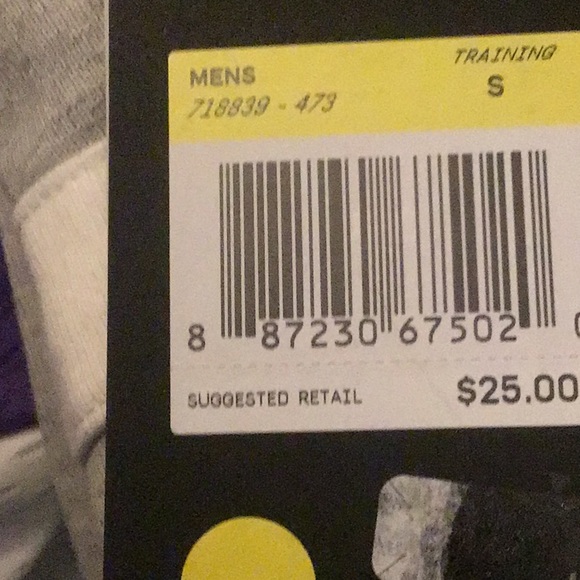 MENS
TRAINING
718839 - 473
S
8 87230 67502
SUGGESTED RETAIL
$25.00